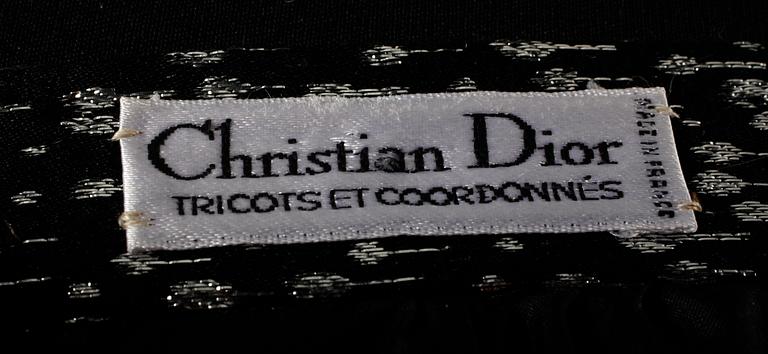 Christian Dior
TRICOTS ET COORDONNÉS
MADE IN FRANCE